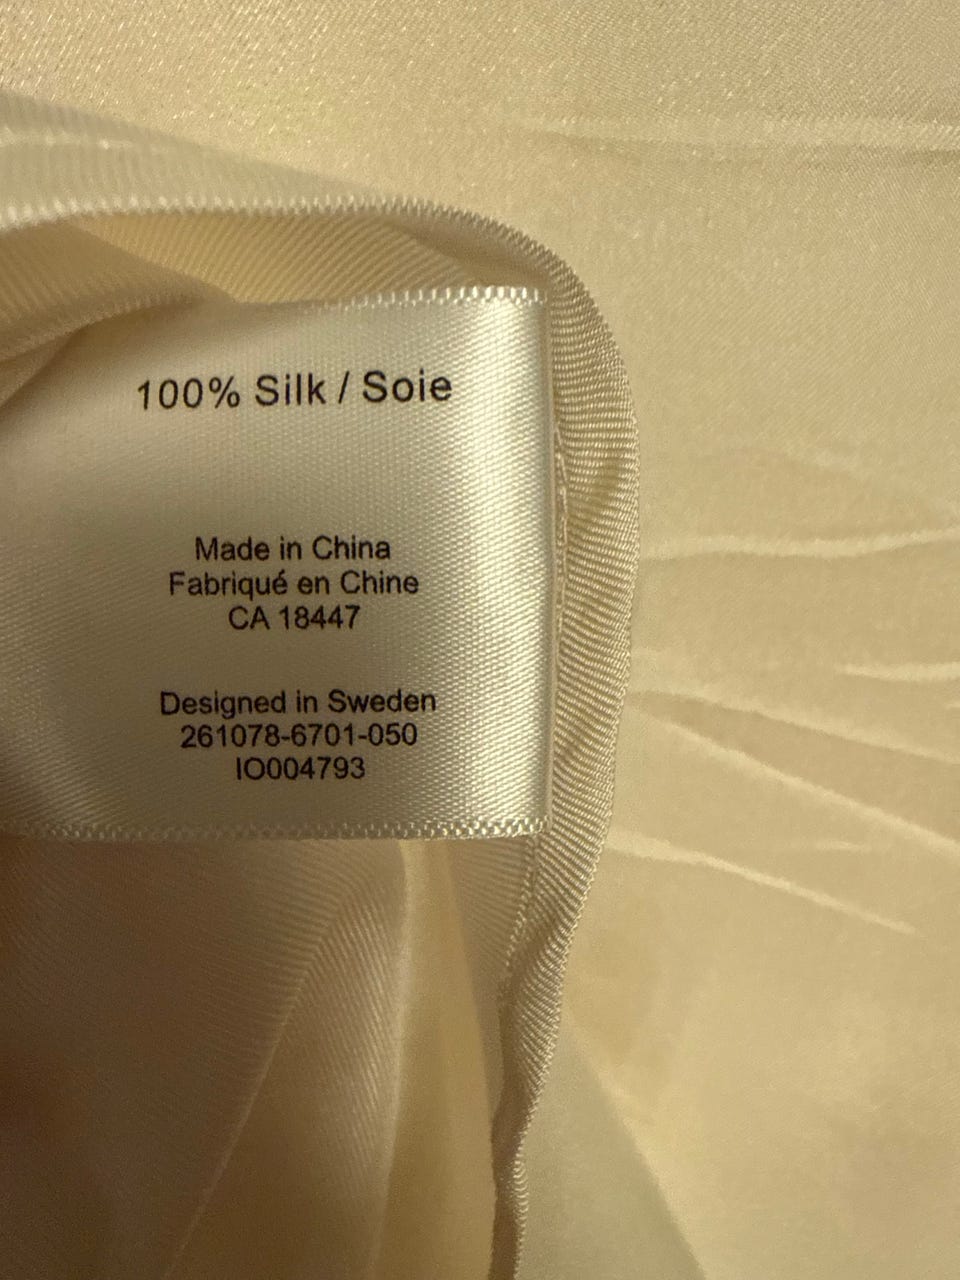 100% Silk / Soie
Made in China
Fabriqué en Chine
CA 18447
Designed in Sweden
261078-6701-050
IO004793